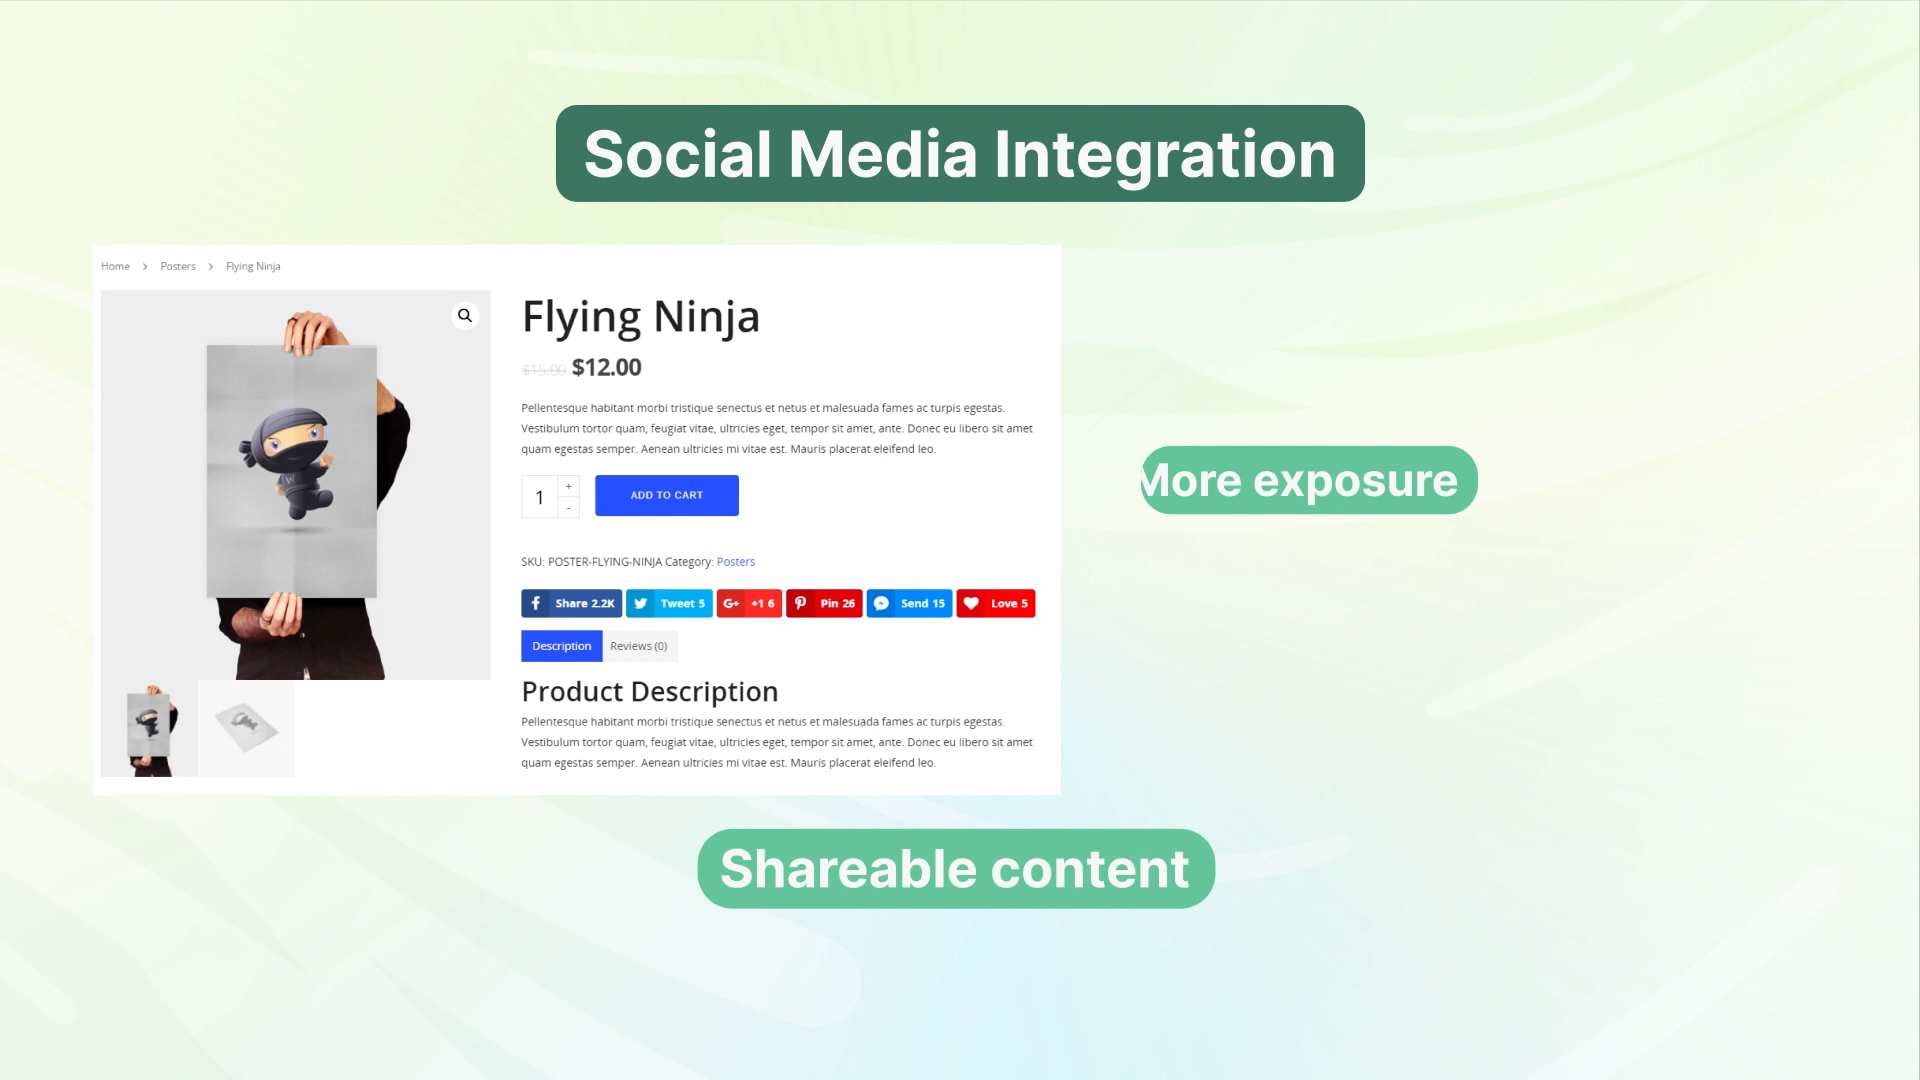 Social Media Integration
Home > Posters > Flying Ninja
Flying Ninja
$15.00 $12.00
Pellentesque habitant morbi tristique senectus et netus et malesuada fames ac turpis egestas.
Vestibulum tortor quam, feugiat vitae, ultricies eget, tempor sit amet, ante. Donec eu libero sit amet
quam egestas semper. Aenean ultricies mi vitae est. Mauris placerat eleifend leo.
1 + -
ADD TO CART
SKU: POSTER-FLYING-NINJA Category: Posters
Share 2.2K Tweet 5 G+ +1 6 Pin 26 Send 15 Love 5
Description Reviews (0)
Product Description
Pellentesque habitant morbi tristique senectus et netus et malesuada fames ac turpis egestas.
Vestibulum tortor quam, feugiat vitae, ultricies eget, tempor sit amet, ante. Donec eu libero sit amet
quam egestas semper. Aenean ultricies mi vitae est. Mauris placerat eleifend leo.
More exposure
Shareable content